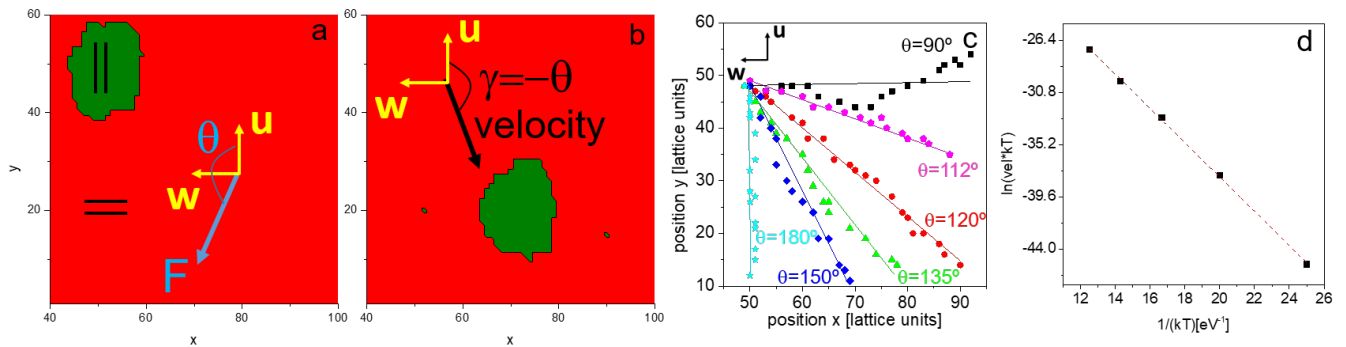 a
u
θ
w
F
y
60
40
20
40
60
80
100
x
b
u
w
γ=−θ
velocity
60
40
20
40
60
80
100
x
c
u
w
θ=90º
θ=112º
θ=120º
θ=180º
θ=135º
θ=150º
position y [lattice units]
60
50
40
30
20
10
50
60
70
80
90
position x [lattice units]
d
ln(vel*kT)
-26.4
-30.8
-35.2
-39.6
-44.0
12
14
16
18
20
22
24
26
1/(kT)[eV⁻¹]